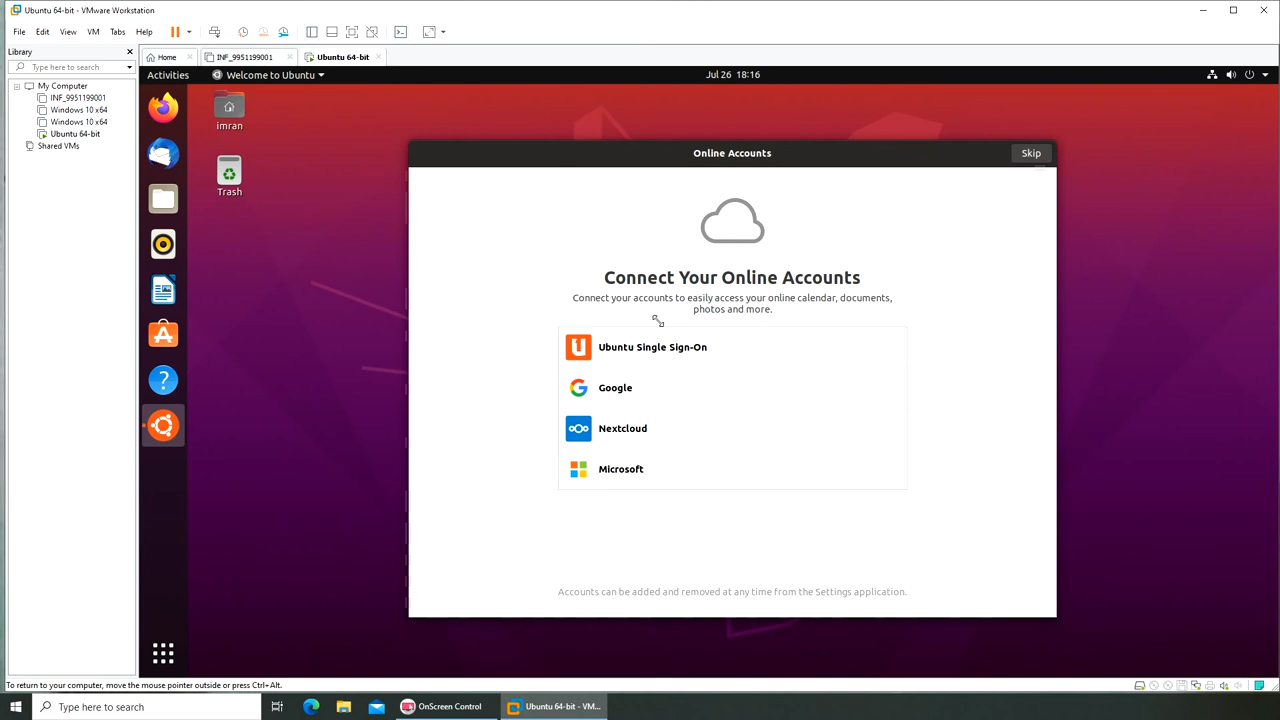 Ubuntu 64-bit - VMware Workstation
File Edit View VM Tabs Help
Library
Type here to search
My Computer
INF_9951199001
Windows 10 x64
Windows 10 x64
Ubuntu 64-bit
Shared VMs
Home INF_9951199001 Ubuntu 64-bit
Activities Welcome to Ubuntu Jul 26 18:16
imran
Trash
Online Accounts Skip
Connect Your Online Accounts
Connect your accounts to easily access your online calendar, documents,
photos and more.
Ubuntu Single Sign-On
Google
Nextcloud
Microsoft
Accounts can be added and removed at any time from the Settings application.
To return to your computer, move the mouse pointer outside or press Ctrl+Alt.
Type here to search OnScreen Control Ubuntu 64-bit - VM...